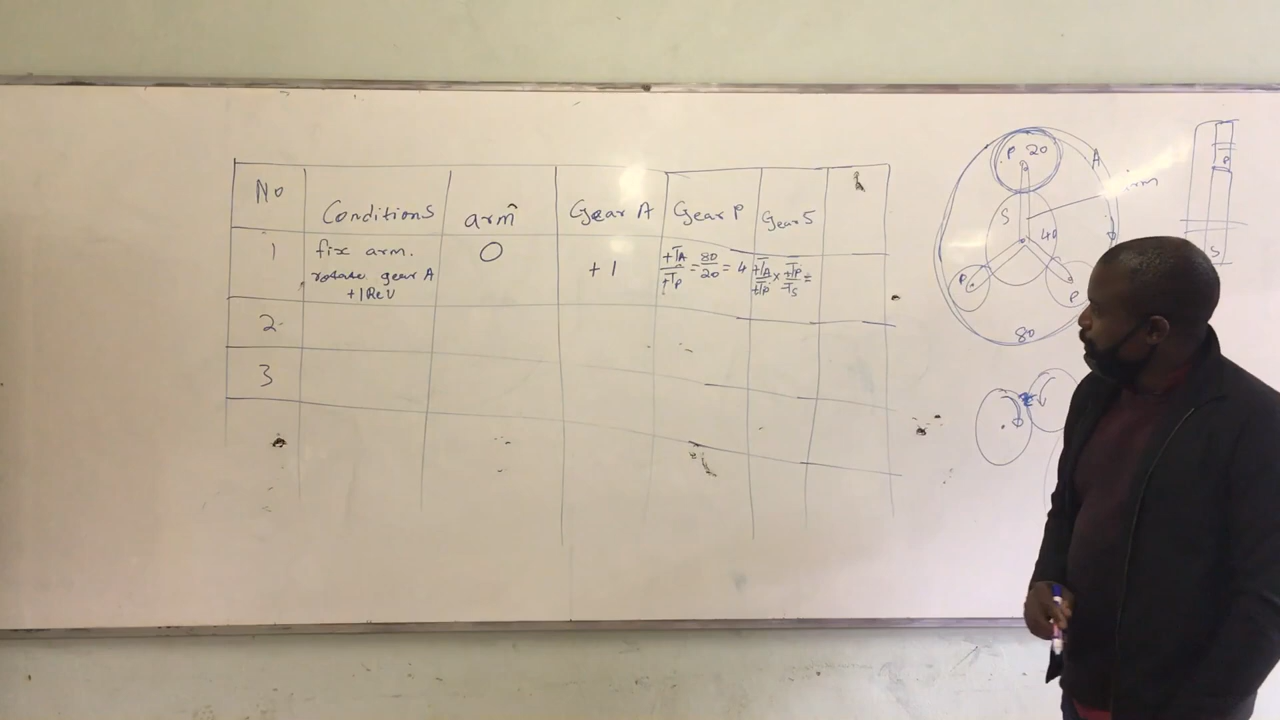 No Conditions arm Gear A Gear P Gear S
1 fix arm. 0 +1 +TA/+TP = 80/20 = 4 +TA/+TP × +TP/-TS =
rotate gear A
+1 Rev
2
3
P 20
A
arm
S
40
P
P
80
P
S